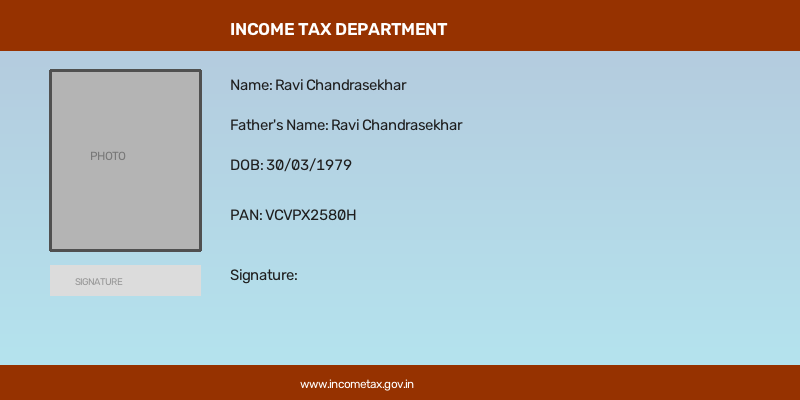 INCOME TAX DEPARTMENT
Name: Ravi Chandrasekhar
Father's Name: Ravi Chandrasekhar
DOB: 30/03/1979
PHOTO
PAN: VCVPX2580H
Signature:
SIGNATURE
www.incometax.gov.in